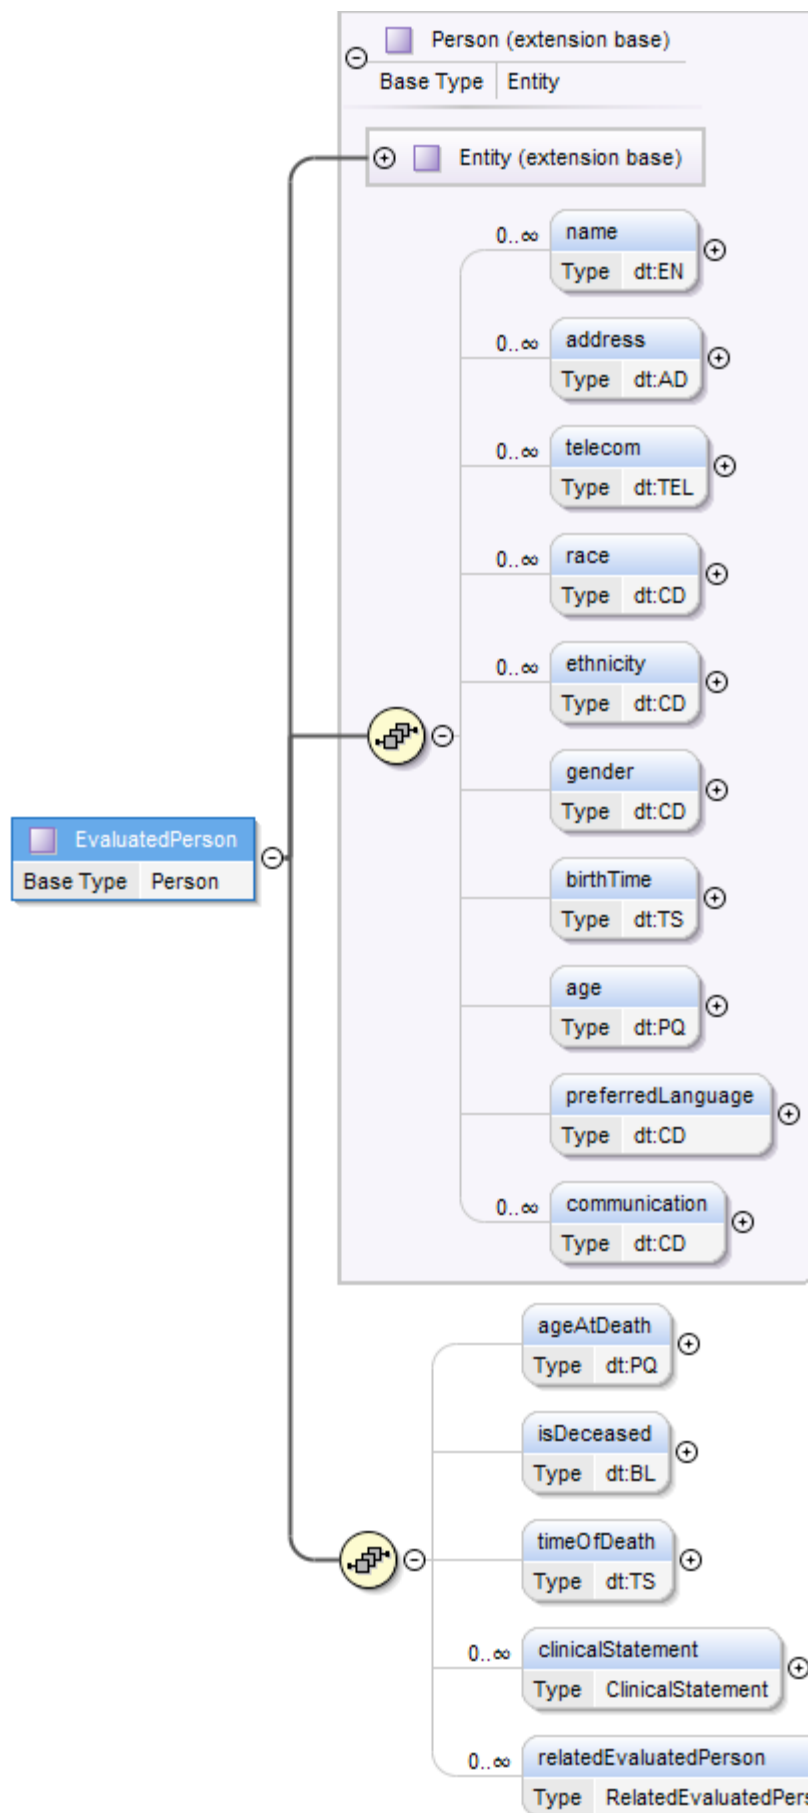 Person (extension base)
Base Type Entity
Entity (extension base)
0..∞ name
Type dt:EN
0..∞ address
Type dt:AD
0..∞ telecom
Type dt:TEL
0..∞ race
Type dt:CD
0..∞ ethnicity
Type dt:CD
gender
Type dt:CD
EvaluatedPerson
Base Type Person
birthTime
Type dt:TS
age
Type dt:PQ
preferredLanguage
Type dt:CD
0..∞ communication
Type dt:CD
ageAtDeath
Type dt:PQ
isDeceased
Type dt:BL
timeOfDeath
Type dt:TS
0..∞ clinicalStatement
Type ClinicalStatement
0..∞ relatedEvaluatedPerson
Type RelatedEvaluatedPers